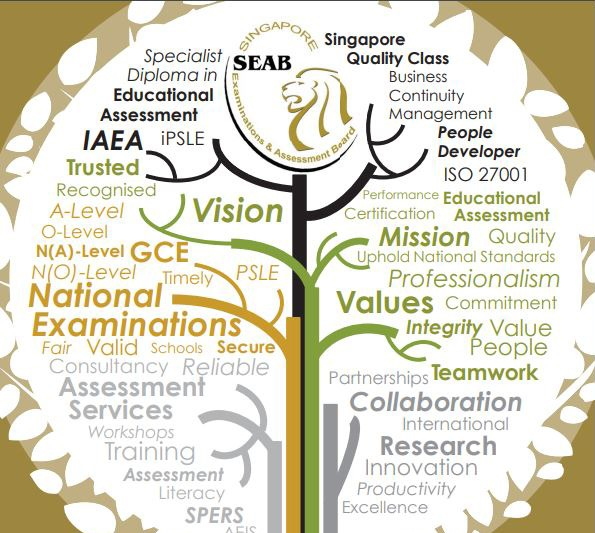 SINGAPORE
SEAB
Examinations & Assessment Board
Specialist
Diploma in
Educational
Assessment
IAEA
iPSLE
Trusted
Recognised
Vision
A-Level
O-Level
N(A)-Level
GCE
N(O)-Level
Timely
PSLE
National
Examinations
Fair
Valid
Schools
Secure
Consultancy
Reliable
Assessment
Services
Workshops
Training
Assessment
Literacy
SPERS
AEIS
Singapore
Quality Class
Business
Continuity
Management
People
Developer
ISO 27001
Performance
Educational
Certification
Assessment
Mission
Quality
Uphold National Standards
Professionalism
Values
Commitment
Integrity
Value
People
Partnerships
Teamwork
Collaboration
International
Research
Innovation
Productivity
Excellence